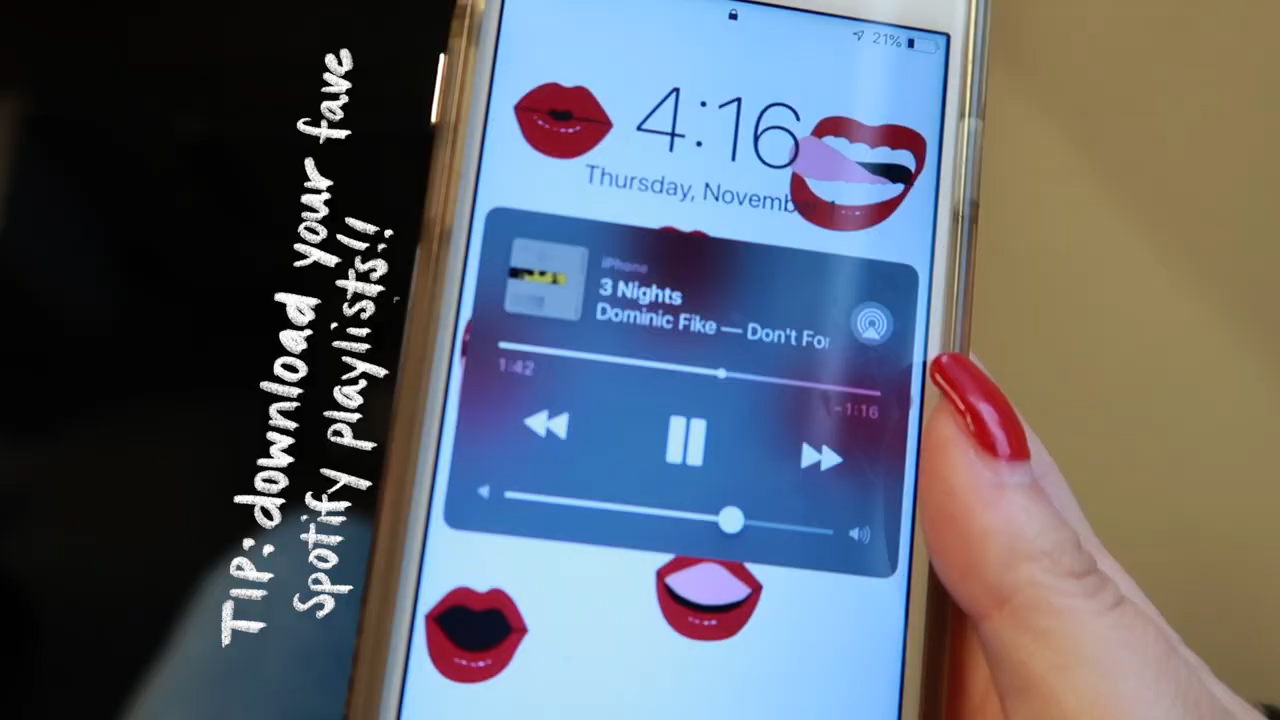 TIP: download your fave
Spotify playlists!!
21%
4:16
Thursday, November
iPhone
3 Nights
Dominic Fike — Don't For
1:42
-1:16